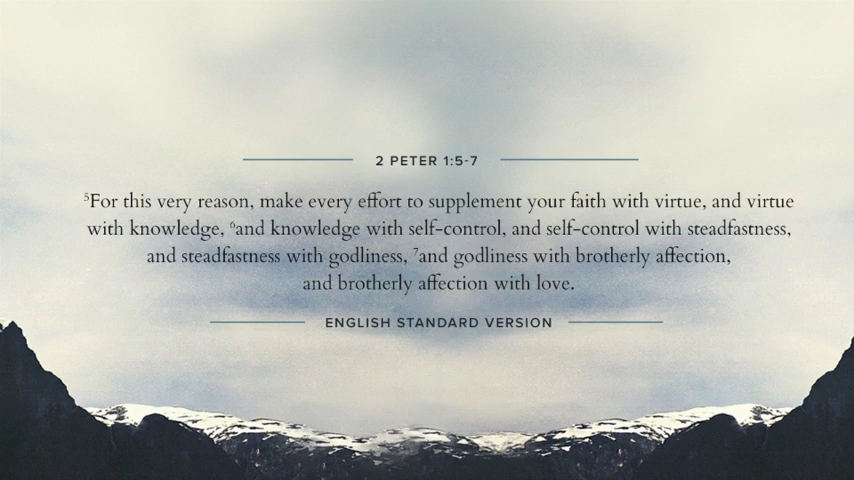 2 PETER 1:5-7
⁵For this very reason, make every effort to supplement your faith with virtue, and virtue
with knowledge, ⁶and knowledge with self-control, and self-control with steadfastness,
and steadfastness with godliness, ⁷and godliness with brotherly affection,
and brotherly affection with love.
ENGLISH STANDARD VERSION